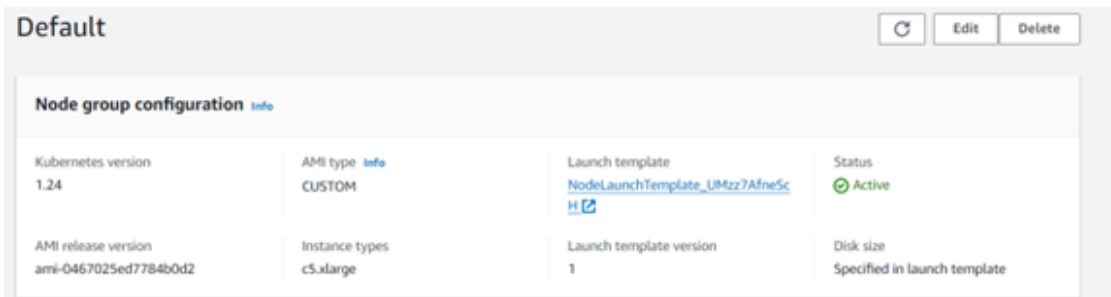 Default
Edit
Delete
Node group configuration Info
Kubernetes version
1.24
AMI type Info
CUSTOM
Launch template
NodeLaunchTemplate_UMzz7AfneSc
H
Status
Active
AMI release version
ami-0467025ed7784b0d2
Instance types
c5.xlarge
Launch template version
1
Disk size
Specified in launch template